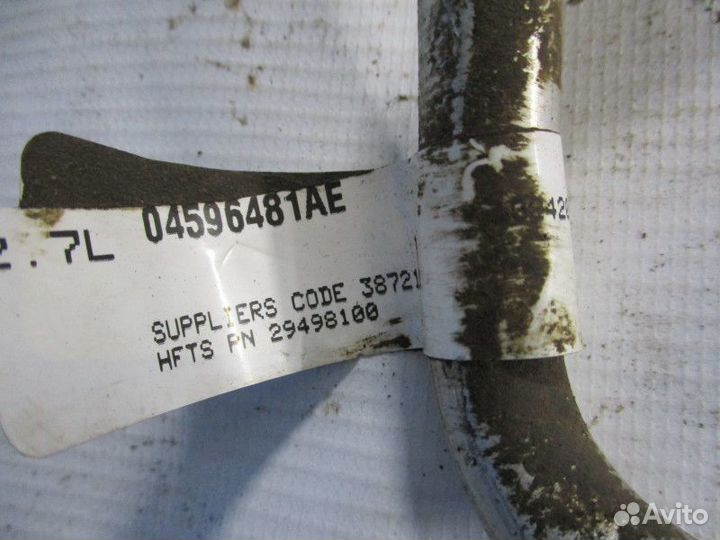 2.7L 04596481AE
SUPPLIERS CODE 38721
HFTS PN 29498100
Avito